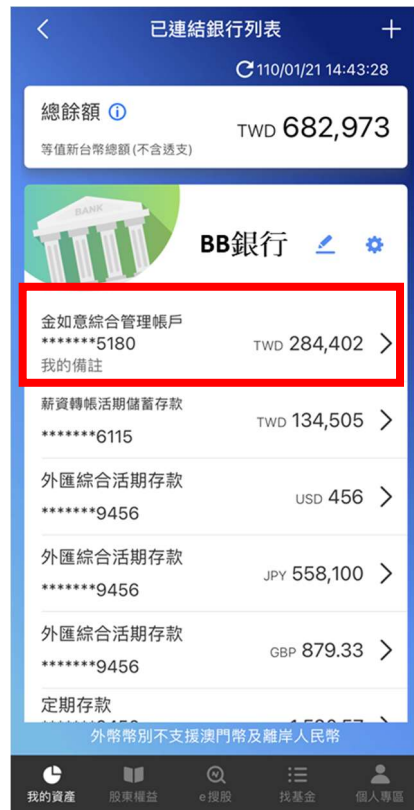 已連結銀行列表
110/01/21 14:43:28
總餘額
TWD 682,973
等值新台幣總額(不含透支)
BANK
BB銀行
金如意綜合管理帳戶
*******5180
TWD 284,402
我的備註
薪資轉帳活期儲蓄存款
*******6115
TWD 134,505
外匯綜合活期存款
*******9456
USD 456
外匯綜合活期存款
*******9456
JPY 558,100
外匯綜合活期存款
*******9456
GBP 879.33
定期存款
外幣幣別不支援澳門幣及離岸人民幣
我的資產 股東權益 e搜股 找基金 個人專區